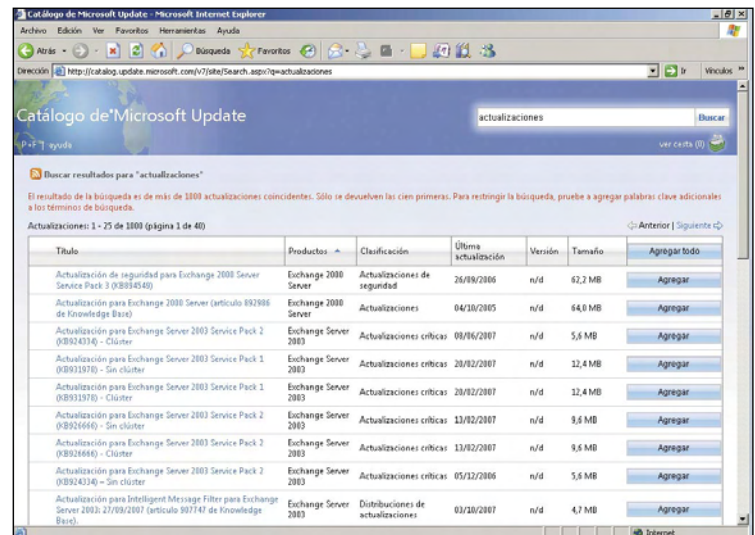 Catálogo de Microsoft Update - Microsoft Internet Explorer
Archivo Edición Ver Favoritos Herramientas Ayuda
Atrás Búsqueda Favoritos
Dirección http://catalog.update.microsoft.com/v7/site/Search.aspx?q=actualizaciones Ir Vínculos »
Catálogo de Microsoft Update
actualizaciones Buscar
ayuda ver cesta (0)
Buscar resultados para "actualizaciones"
El resultado de la búsqueda es de más de 1000 actualizaciones coincidentes. Sólo se devuelven las cien primeras. Para restringir la búsqueda, pruebe a agregar palabras clave adicionales
a los términos de búsqueda.
Actualizaciones: 1 - 25 de 1000 (página 1 de 40) Anterior | Siguiente
Título Productos Clasificación Última actualización Versión Tamaño Agregar todo
Actualización de seguridad para Exchange 2000 Server Exchange 2000 Actualizaciones de 26/09/2006 n/d 62,2 MB Agregar
Service Pack 3 (KB894549) Server seguridad
Actualización para Exchange 2000 Server (artículo 892986 Exchange 2000 Actualizaciones 04/10/2005 n/d 64,0 MB Agregar
de Knowledge Base) Server
Actualización para Exchange Server 2003 Service Pack 2 Exchange Server Actualizaciones críticas 08/06/2007 n/d 5,6 MB Agregar
(KB924334) - Clúster 2003
Actualización para Exchange Server 2003 Service Pack 1 Exchange Server Actualizaciones críticas 20/02/2007 n/d 12,4 MB Agregar
(KB931978) - Sin clúster 2003
Actualización para Exchange Server 2003 Service Pack 1 Exchange Server Actualizaciones críticas 20/02/2007 n/d 12,4 MB Agregar
(KB931978) - Clúster 2003
Actualización para Exchange Server 2003 Service Pack 2 Exchange Server Actualizaciones críticas 13/02/2007 n/d 9,6 MB Agregar
(KB926666) - Sin clúster 2003
Actualización para Exchange Server 2003 Service Pack 2 Exchange Server Actualizaciones críticas 13/02/2007 n/d 9,6 MB Agregar
(KB926666) - Clúster 2003
Actualización para Exchange Server 2003 Service Pack 2 Exchange Server Actualizaciones críticas 05/12/2006 n/d 5,6 MB Agregar
(KB924334) – Sin clúster 2003
Actualización para Intelligent Message Filter para Exchange Exchange Server Distribuciones de 03/10/2007 n/d 4,7 MB Agregar
Server 2003: 27/09/2007 (artículo 907747 de Knowledge 2003 actualizaciones
Base).
Internet